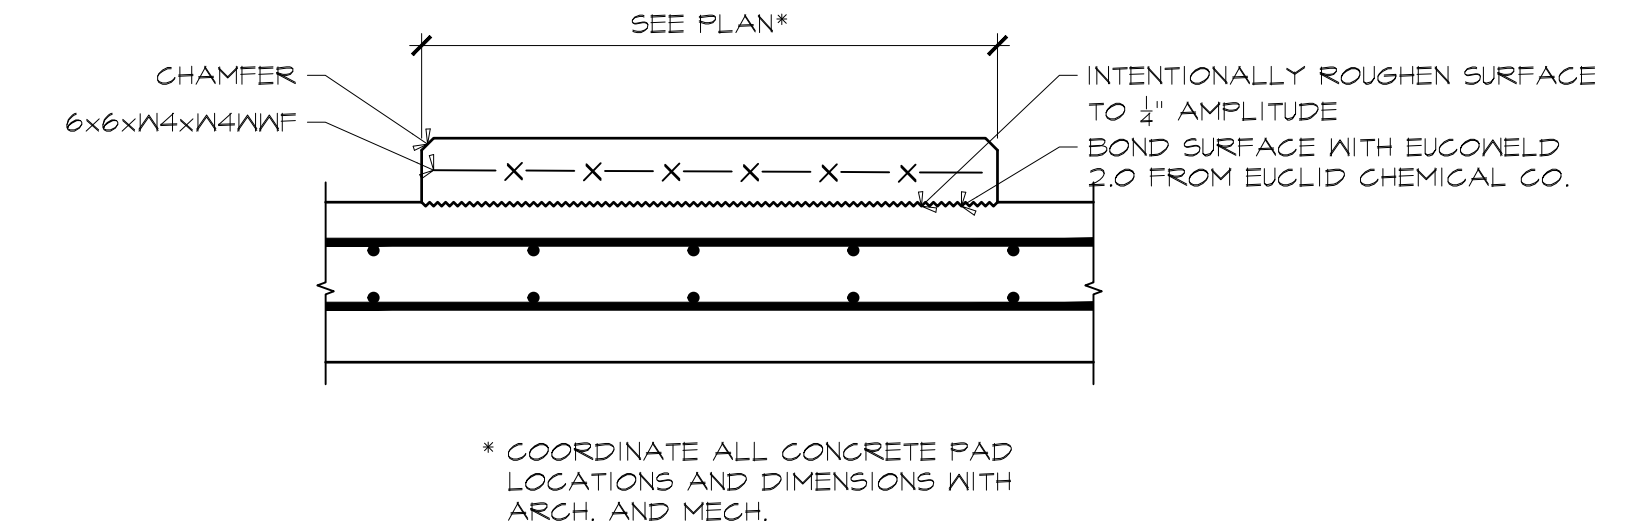 SEE PLAN*
CHAMFER
6x6xW4xW4WWF
INTENTIONALLY ROUGHEN SURFACE
TO 1/4" AMPLITUDE
BOND SURFACE WITH EUCOWELD
2.0 FROM EUCLID CHEMICAL CO.
* COORDINATE ALL CONCRETE PAD
LOCATIONS AND DIMENSIONS WITH
ARCH. AND MECH.